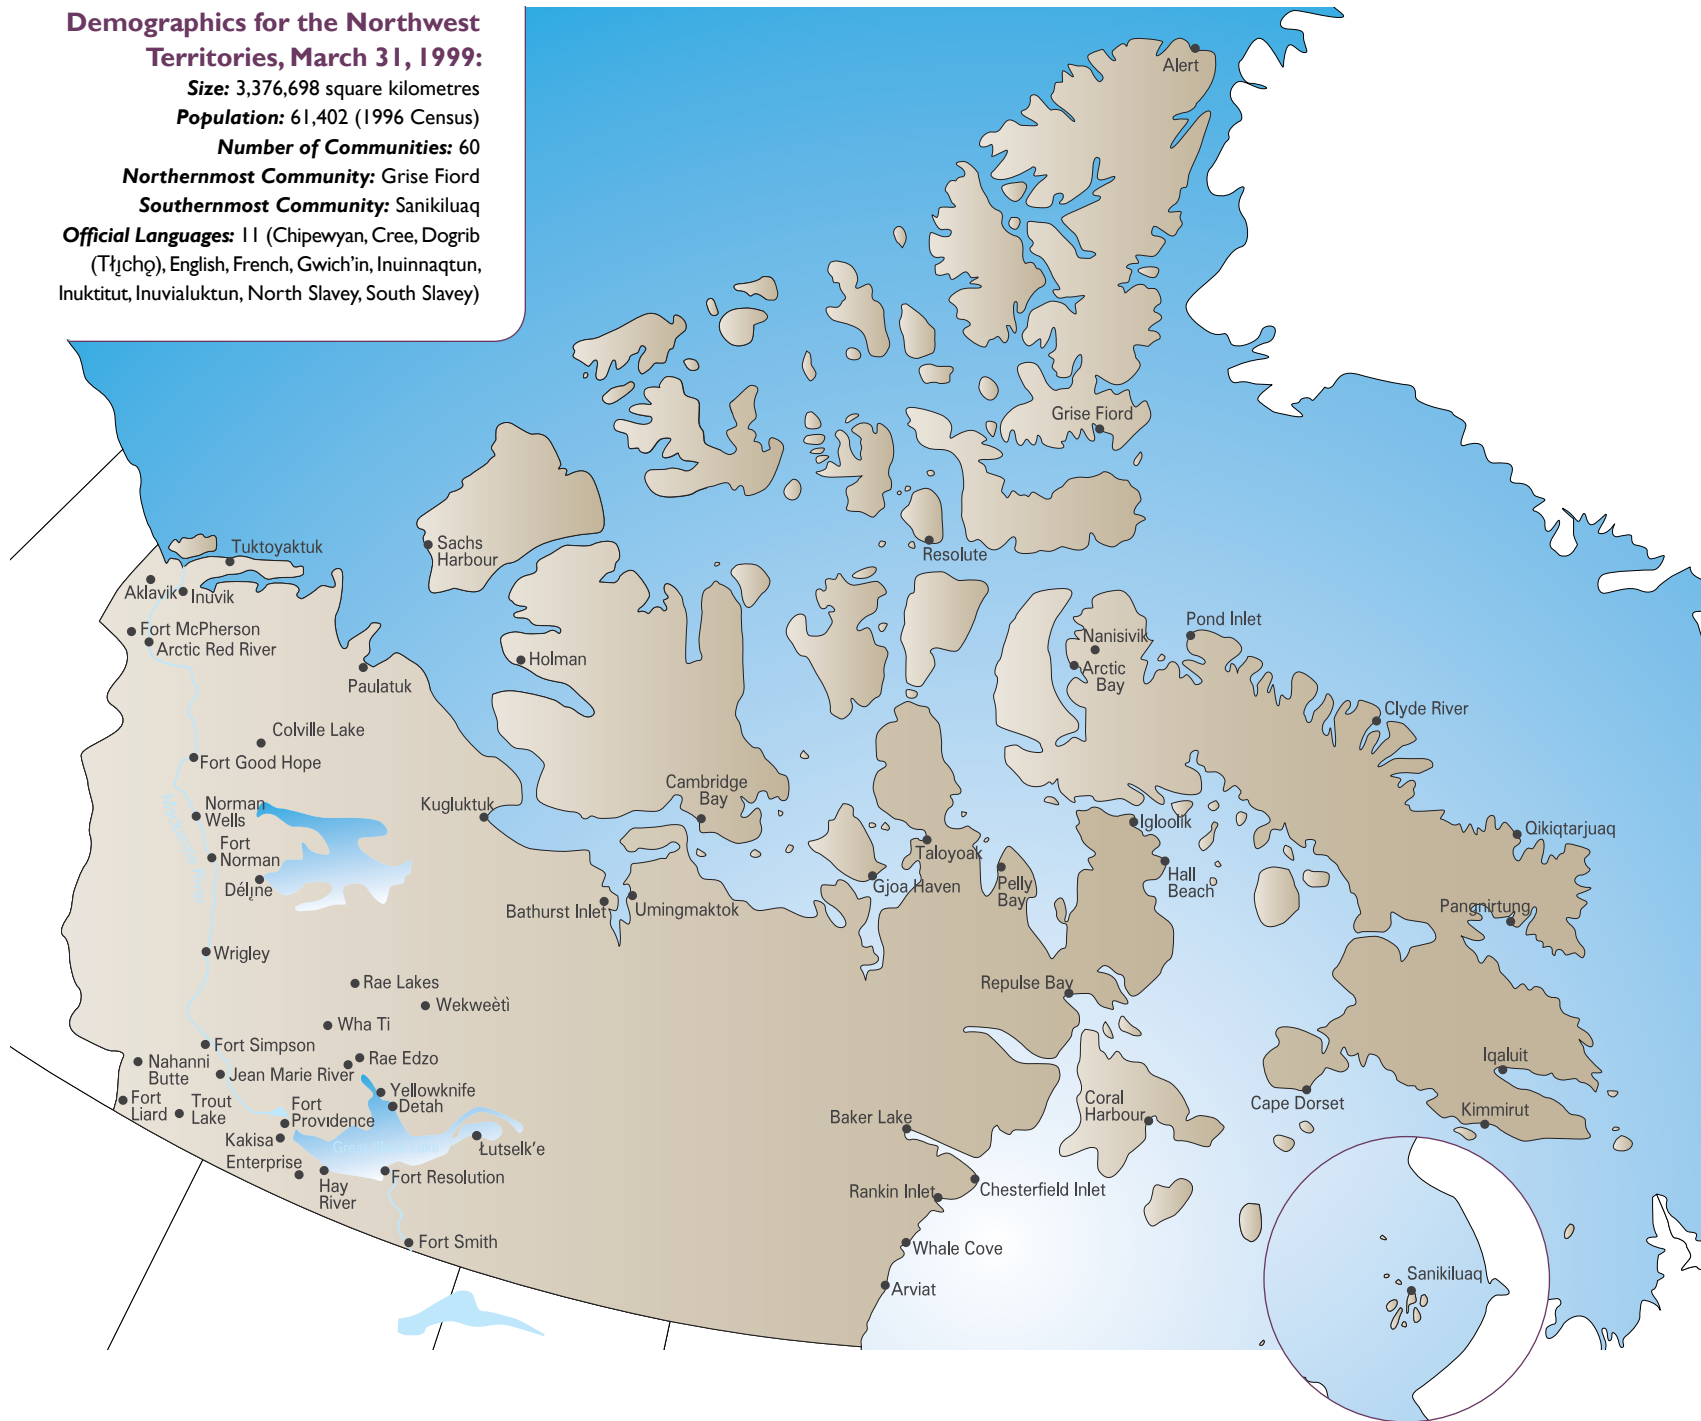 Demographics for the Northwest
Territories, March 31, 1999:
Size: 3,376,698 square kilometres
Population: 61,402 (1996 Census)
Number of Communities: 60
Northernmost Community: Grise Fiord
Southernmost Community: Sanikiluaq
Official Languages: 11 (Chipewyan, Cree, Dogrib
(Tłı̨chǫ), English, French, Gwich’in, Inuinnaqtun,
Inuktitut, Inuvialuktun, North Slavey, South Slavey)
Alert
Grise Fiord
Resolute
Sachs
Harbour
Tuktoyaktuk
Aklavik
Inuvik
Fort McPherson
Arctic Red River
Paulatuk
Holman
Nanisivik
Arctic
Bay
Pond Inlet
Clyde River
Colville Lake
Fort Good Hope
Mackenzie River
Norman
Wells
Fort
Norman
Délı̨ne
Kugluktuk
Cambridge
Bay
Bathurst Inlet
Umingmaktok
Gjoa Haven
Taloyoak
Pelly
Bay
Igloolik
Hall
Beach
Qikiqtarjuaq
Pangnirtung
Repulse Bay
Wrigley
Rae Lakes
Wekweètì
Wha Ti
Fort Simpson
Rae Edzo
Nahanni
Butte
Jean Marie River
Yellowknife
Detah
Fort
Liard
Trout
Lake
Fort
Providence
Kakisa
Great
Łutselk’e
Enterprise
Hay
River
Fort Resolution
Fort Smith
Baker Lake
Coral
Harbour
Cape Dorset
Iqaluit
Kimmirut
Rankin Inlet
Chesterfield Inlet
Whale Cove
Arviat
Sanikiluaq